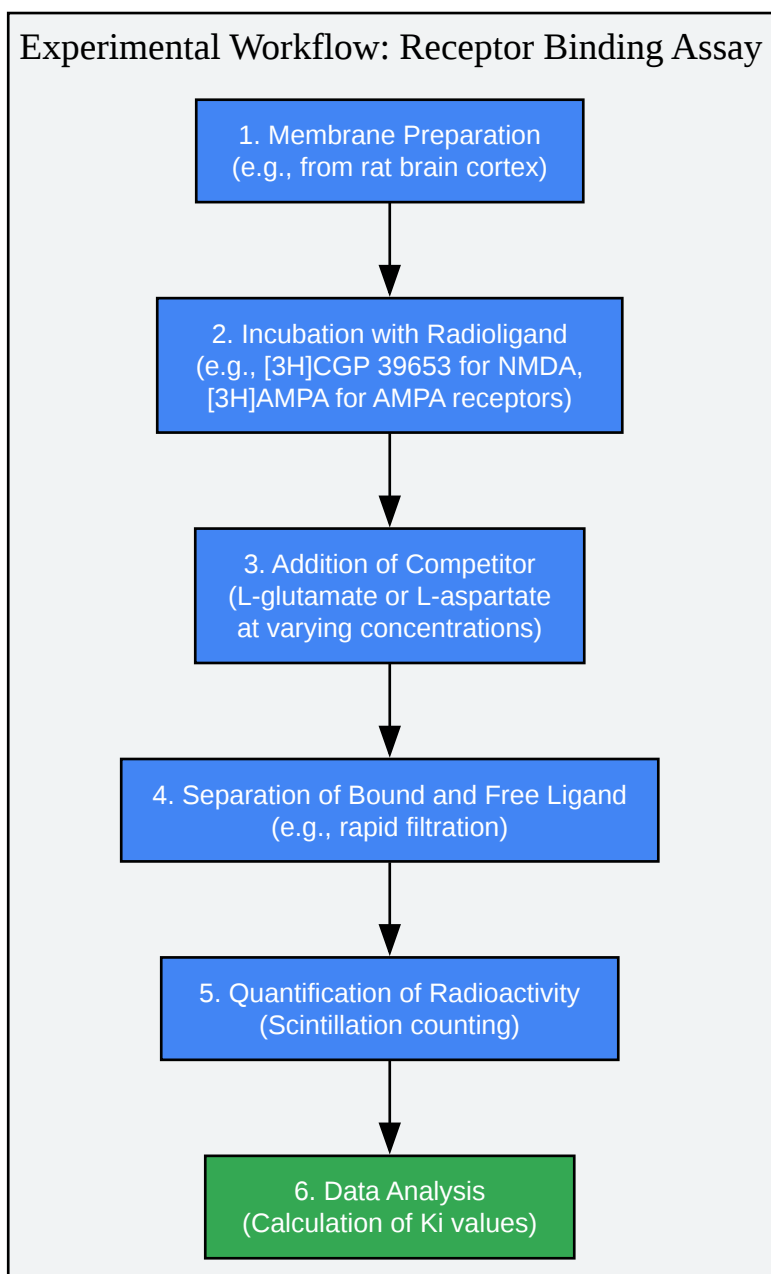 Experimental Workflow: Receptor Binding Assay
1. Membrane Preparation
(e.g., from rat brain cortex)
2. Incubation with Radioligand
(e.g., [3H]CGP 39653 for NMDA,
[3H]AMPA for AMPA receptors)
3. Addition of Competitor
(L-glutamate or L-aspartate
at varying concentrations)
4. Separation of Bound and Free Ligand
(e.g., rapid filtration)
5. Quantification of Radioactivity
(Scintillation counting)
6. Data Analysis
(Calculation of Ki values)